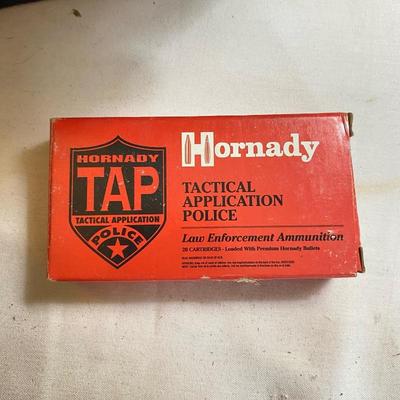 HORNADY
TAP
TACTICAL APPLICATION
POLICE
Hornady
TACTICAL
APPLICATION
POLICE
Law Enforcement Ammunition
20 CARTRIDGES - Loaded With Premium Hornady Bullets